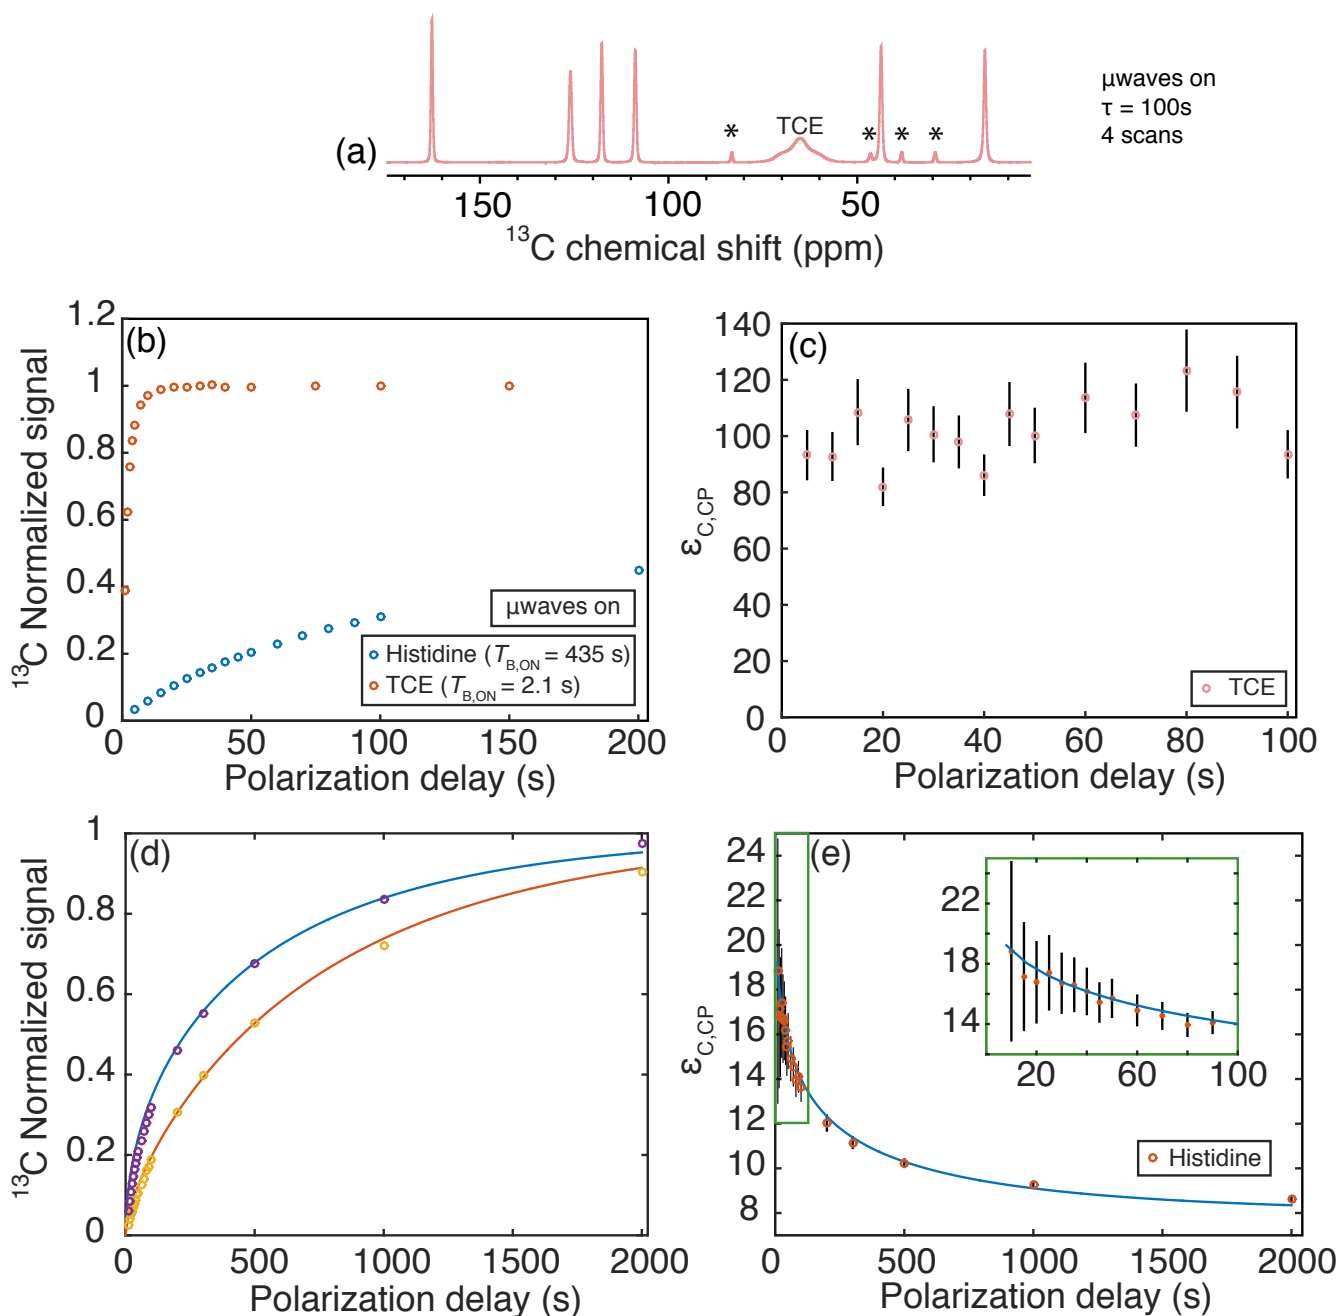 (a)
*
TCE
* * *
μwaves on
τ = 100s
4 scans
150 100 50
¹³C chemical shift (ppm)
(b)
¹³C Normalized signal
1.2
1
0.8
0.6
0.4
0.2
0
μwaves on
Histidine (T_B,ON = 435 s)
TCE (T_B,ON = 2.1 s)
0 50 100 150 200
Polarization delay (s)
(c)
ε_C,CP
140
120
100
80
60
40
20
0
TCE
20 40 60 80 100
Polarization delay (s)
(d)
¹³C Normalized signal
1
0.8
0.6
0.4
0.2
0
0 500 1000 1500 2000
Polarization delay (s)
(e)
ε_C,CP
24
22
20
18
16
14
12
10
8
22
18
14
20 60 100
Histidine
0 500 1000 1500 2000
Polarization delay (s)